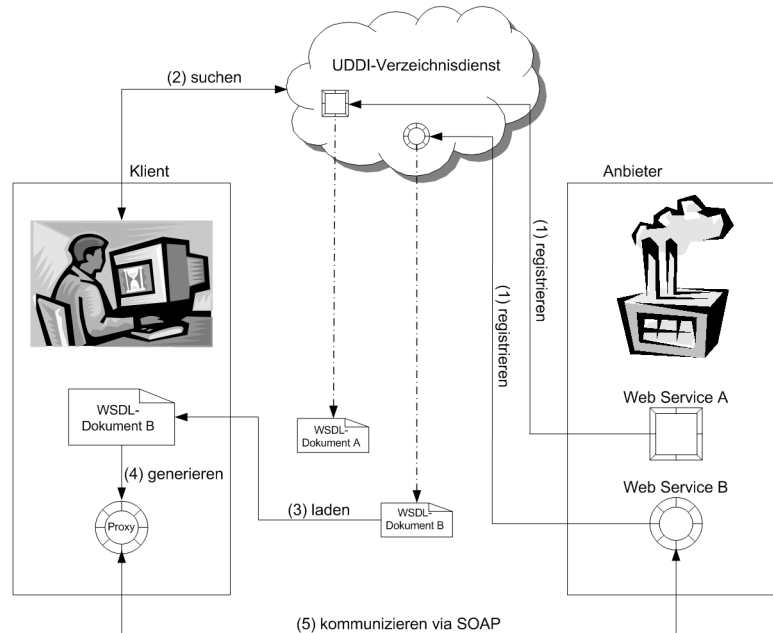 UDDI-Verzeichnisdienst
(2) suchen
Klient
Anbieter
(1) registrieren
(1) registrieren
WSDL-
Dokument B
WSDL-
Dokument A
Web Service A
(4) generieren
Web Service B
(3) laden
WSDL-
Dokument B
Proxy
(5) kommunizieren via SOAP